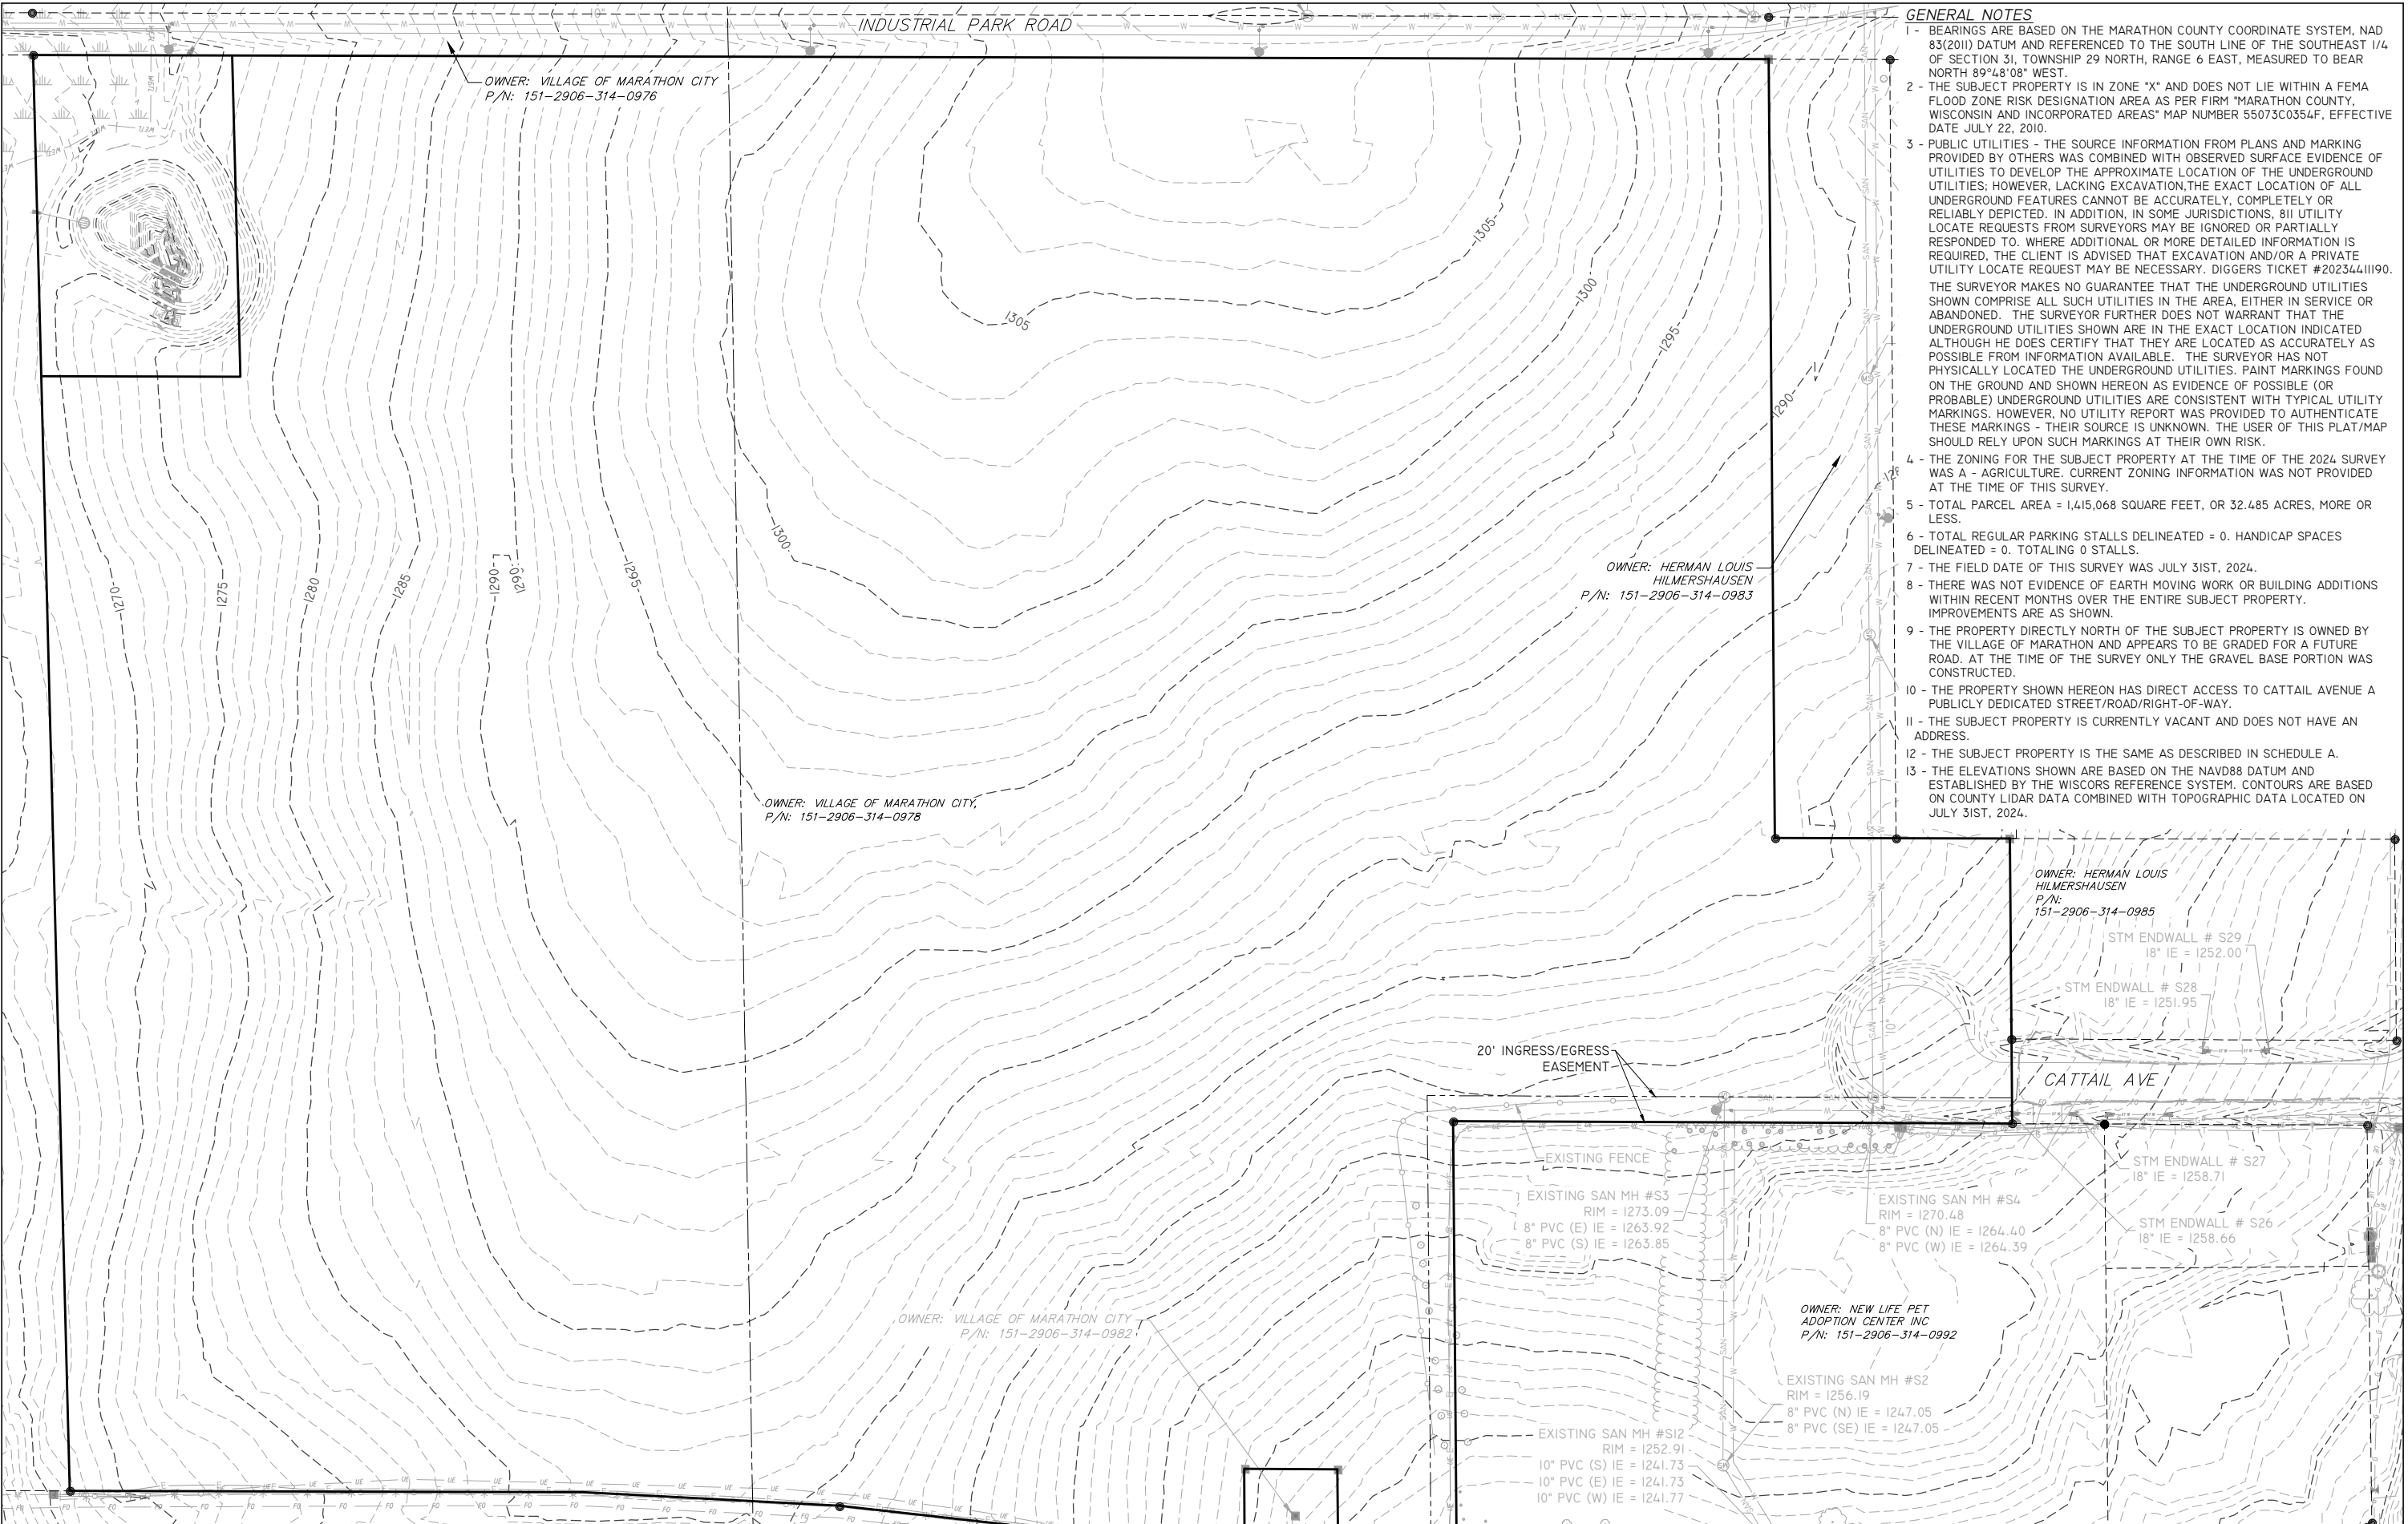 INDUSTRIAL PARK ROAD
OWNER: VILLAGE OF MARATHON CITY
P/N: 151-2906-314-0976
1305
1305
1300
1295
1290
1300
1295
1290
1290
1285
1280
1275
1270
OWNER: HERMAN LOUIS
HILMERSHAUSEN
P/N: 151-2906-314-0983
OWNER: VILLAGE OF MARATHON CITY,
P/N: 151-2906-314-0978
OWNER: HERMAN LOUIS
HILMERSHAUSEN
P/N:
151-2906-314-0985
STM ENDWALL # S29
18" IE = 1252.00
STM ENDWALL # S28
18" IE = 1251.95
20' INGRESS/EGRESS
EASEMENT
CATTAIL AVE
10"
EXISTING FENCE
STM ENDWALL # S27
18" IE = 1258.71
EXISTING SAN MH #S3
RIM = 1273.09
8" PVC (E) IE = 1263.92
8" PVC (S) IE = 1263.85
EXISTING SAN MH #S4
RIM = 1270.48
8" PVC (N) IE = 1264.40
8" PVC (W) IE = 1264.39
STM ENDWALL # S26
18" IE = 1258.66
OWNER: VILLAGE OF MARATHON CITY
P/N: 151-2906-314-0982
OWNER: NEW LIFE PET
ADOPTION CENTER INC
P/N: 151-2906-314-0992
EXISTING SAN MH #S2
RIM = 1256.19
8" PVC (N) IE = 1247.05
8" PVC (SE) IE = 1247.05
EXISTING SAN MH #S12
RIM = 1252.91
10" PVC (S) IE = 1241.73
10" PVC (E) IE = 1241.73
10" PVC (W) IE = 1241.77
GENERAL NOTES
1 - BEARINGS ARE BASED ON THE MARATHON COUNTY COORDINATE SYSTEM, NAD
83(2011) DATUM AND REFERENCED TO THE SOUTH LINE OF THE SOUTHEAST 1/4
OF SECTION 31, TOWNSHIP 29 NORTH, RANGE 6 EAST, MEASURED TO BEAR
NORTH 89°48'08" WEST.
2 - THE SUBJECT PROPERTY IS IN ZONE "X" AND DOES NOT LIE WITHIN A FEMA
FLOOD ZONE RISK DESIGNATION AREA AS PER FIRM "MARATHON COUNTY,
WISCONSIN AND INCORPORATED AREAS" MAP NUMBER 55073C0354F, EFFECTIVE
DATE JULY 22, 2010.
3 - PUBLIC UTILITIES - THE SOURCE INFORMATION FROM PLANS AND MARKING
PROVIDED BY OTHERS WAS COMBINED WITH OBSERVED SURFACE EVIDENCE OF
UTILITIES TO DEVELOP THE APPROXIMATE LOCATION OF THE UNDERGROUND
UTILITIES; HOWEVER, LACKING EXCAVATION,THE EXACT LOCATION OF ALL
UNDERGROUND FEATURES CANNOT BE ACCURATELY, COMPLETELY OR
RELIABLY DEPICTED. IN ADDITION, IN SOME JURISDICTIONS, 811 UTILITY
LOCATE REQUESTS FROM SURVEYORS MAY BE IGNORED OR PARTIALLY
RESPONDED TO. WHERE ADDITIONAL OR MORE DETAILED INFORMATION IS
REQUIRED, THE CLIENT IS ADVISED THAT EXCAVATION AND/OR A PRIVATE
UTILITY LOCATE REQUEST MAY BE NECESSARY. DIGGERS TICKET #20234411190.
THE SURVEYOR MAKES NO GUARANTEE THAT THE UNDERGROUND UTILITIES
SHOWN COMPRISE ALL SUCH UTILITIES IN THE AREA, EITHER IN SERVICE OR
ABANDONED. THE SURVEYOR FURTHER DOES NOT WARRANT THAT THE
UNDERGROUND UTILITIES SHOWN ARE IN THE EXACT LOCATION INDICATED
ALTHOUGH HE DOES CERTIFY THAT THEY ARE LOCATED AS ACCURATELY AS
POSSIBLE FROM INFORMATION AVAILABLE. THE SURVEYOR HAS NOT
PHYSICALLY LOCATED THE UNDERGROUND UTILITIES. PAINT MARKINGS FOUND
ON THE GROUND AND SHOWN HEREON AS EVIDENCE OF POSSIBLE (OR
PROBABLE) UNDERGROUND UTILITIES ARE CONSISTENT WITH TYPICAL UTILITY
MARKINGS. HOWEVER, NO UTILITY REPORT WAS PROVIDED TO AUTHENTICATE
THESE MARKINGS - THEIR SOURCE IS UNKNOWN. THE USER OF THIS PLAT/MAP
SHOULD RELY UPON SUCH MARKINGS AT THEIR OWN RISK.
4 - THE ZONING FOR THE SUBJECT PROPERTY AT THE TIME OF THE 2024 SURVEY
WAS A - AGRICULTURE. CURRENT ZONING INFORMATION WAS NOT PROVIDED
AT THE TIME OF THIS SURVEY.
5 - TOTAL PARCEL AREA = 1,415,068 SQUARE FEET, OR 32.485 ACRES, MORE OR
LESS.
6 - TOTAL REGULAR PARKING STALLS DELINEATED = 0. HANDICAP SPACES
DELINEATED = 0. TOTALING 0 STALLS.
7 - THE FIELD DATE OF THIS SURVEY WAS JULY 31ST, 2024.
8 - THERE WAS NOT EVIDENCE OF EARTH MOVING WORK OR BUILDING ADDITIONS
WITHIN RECENT MONTHS OVER THE ENTIRE SUBJECT PROPERTY.
IMPROVEMENTS ARE AS SHOWN.
9 - THE PROPERTY DIRECTLY NORTH OF THE SUBJECT PROPERTY IS OWNED BY
THE VILLAGE OF MARATHON AND APPEARS TO BE GRADED FOR A FUTURE
ROAD. AT THE TIME OF THE SURVEY ONLY THE GRAVEL BASE PORTION WAS
CONSTRUCTED.
10 - THE PROPERTY SHOWN HEREON HAS DIRECT ACCESS TO CATTAIL AVENUE A
PUBLICLY DEDICATED STREET/ROAD/RIGHT-OF-WAY.
11 - THE SUBJECT PROPERTY IS CURRENTLY VACANT AND DOES NOT HAVE AN
ADDRESS.
12 - THE SUBJECT PROPERTY IS THE SAME AS DESCRIBED IN SCHEDULE A.
13 - THE ELEVATIONS SHOWN ARE BASED ON THE NAVD88 DATUM AND
ESTABLISHED BY THE WISCORS REFERENCE SYSTEM. CONTOURS ARE BASED
ON COUNTY LIDAR DATA COMBINED WITH TOPOGRAPHIC DATA LOCATED ON
JULY 31ST, 2024.